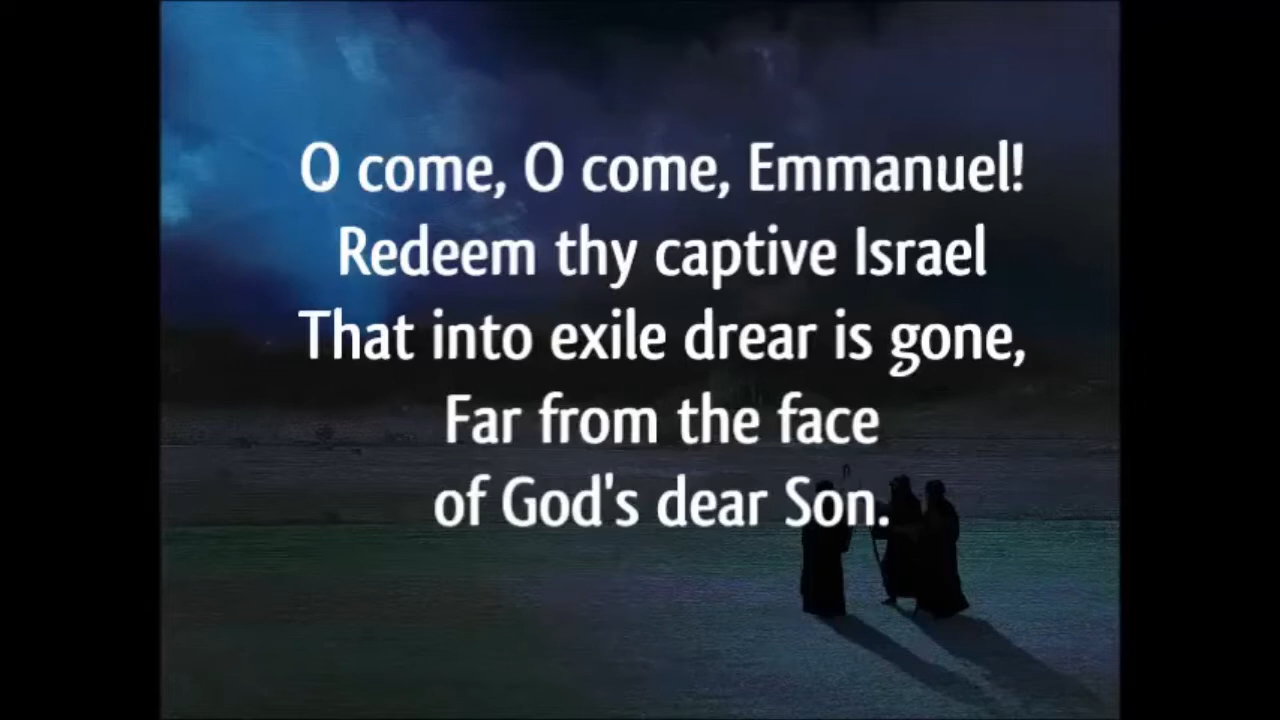 O come, O come, Emmanuel!
Redeem thy captive Israel
That into exile drear is gone,
Far from the face
of God's dear Son.